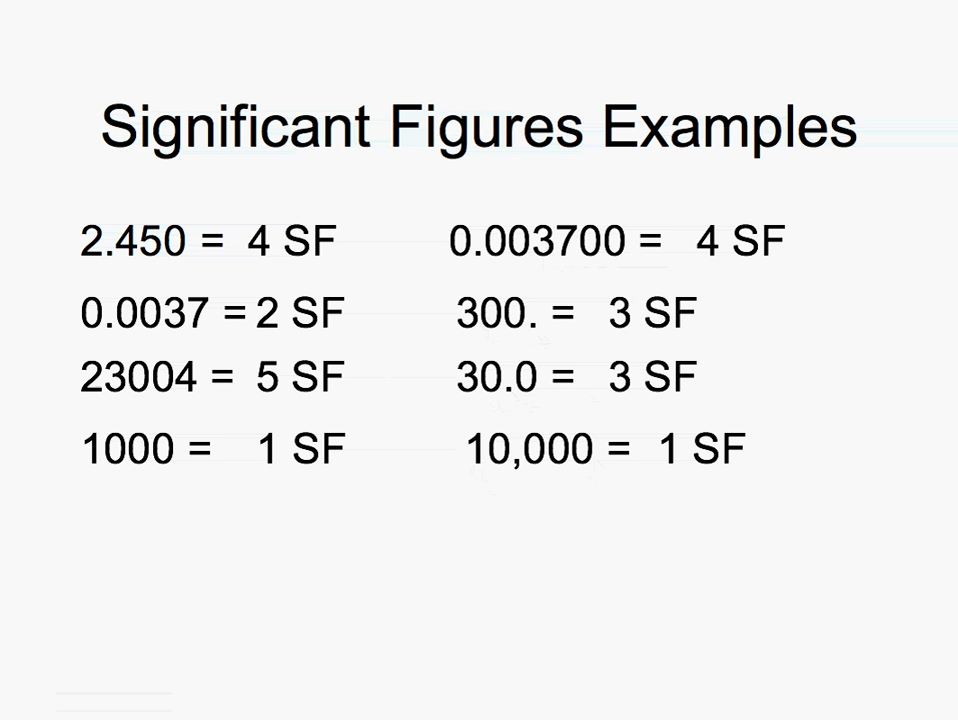 Significant Figures Examples
2.450 = 4 SF 0.003700 = 4 SF
0.0037 = 2 SF 300. = 3 SF
23004 = 5 SF 30.0 = 3 SF
1000 = 1 SF 10,000 = 1 SF